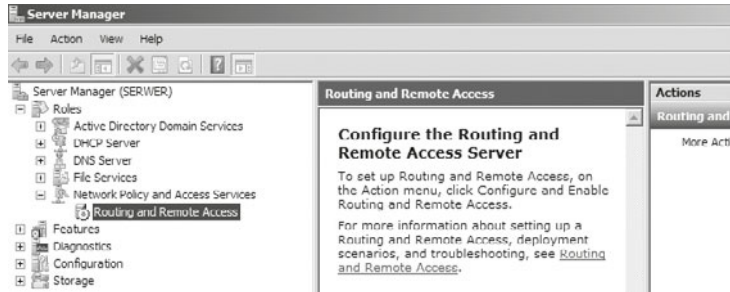 Server Manager
File Action View Help
Server Manager (SERWER)
Roles
Active Directory Domain Services
DHCP Server
DNS Server
File Services
Network Policy and Access Services
Routing and Remote Access
Features
Diagnostics
Configuration
Storage
Routing and Remote Access
Configure the Routing and
Remote Access Server
To set up Routing and Remote Access, on
the Action menu, click Configure and Enable
Routing and Remote Access.
For more information about setting up a
Routing and Remote Access, deployment
scenarios, and troubleshooting, see Routing
and Remote Access.
Actions
Routing and
More Acti